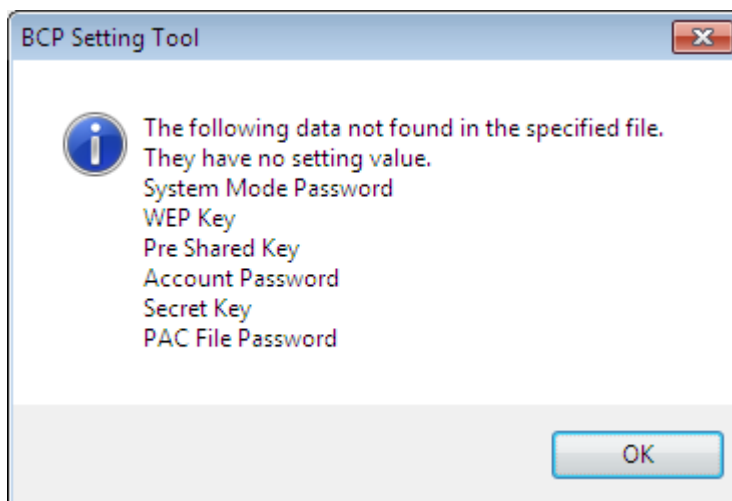 BCP Setting Tool
The following data not found in the specified file.
They have no setting value.
System Mode Password
WEP Key
Pre Shared Key
Account Password
Secret Key
PAC File Password
OK